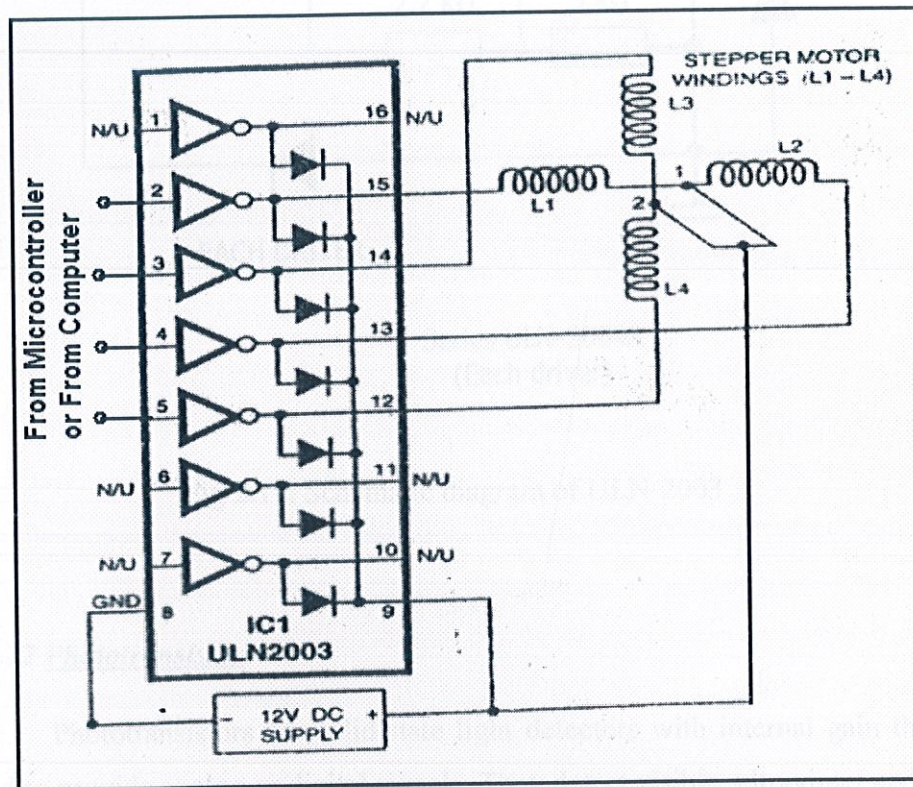 STEPPER MOTOR
WINDINGS (L1 – L4)
From Microcontroller
or From Computer
N/U 1 16 N/U
2 15
3 14
4 13
5 12
N/U 6 11 N/U
N/U 7 10 N/U
GND 8 9
L3
L2
1
L1
2
L4
IC1
ULN2003
– 12V DC +
SUPPLY